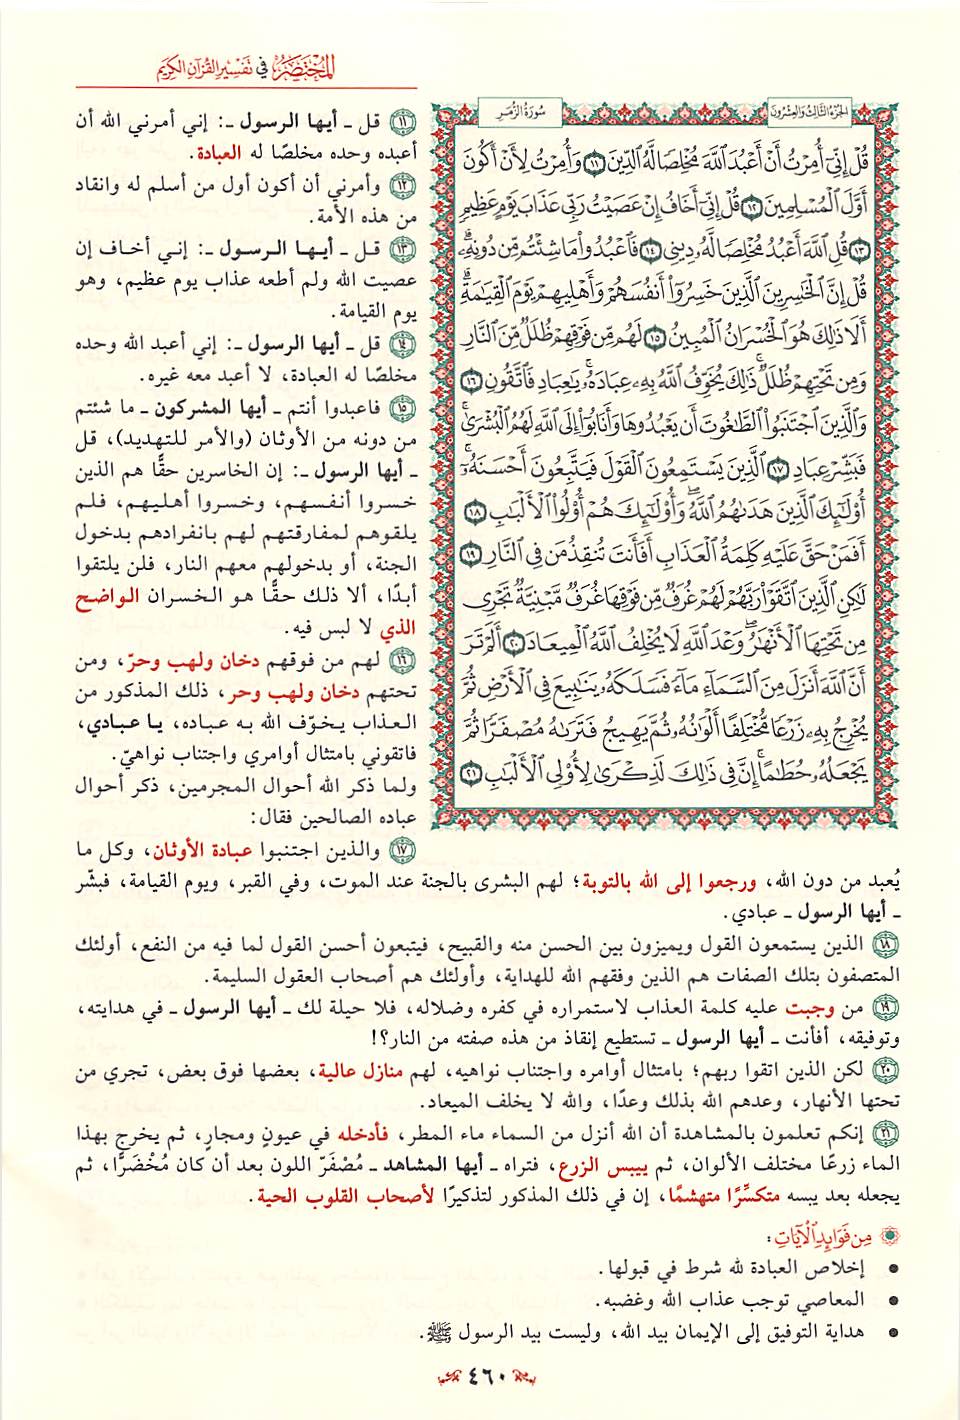 المختصر في تفسير القرآن الكريم
الجزء الثالث والعشرون
سورة الزمر
قُلْ إِنِّيٓ أُمِرْتُ أَنْ أَعْبُدَ ٱللَّهَ مُخْلِصًا لَّهُ ٱلدِّينَ ١١ وَأُمِرْتُ لِأَنْ أَكُونَ
أَوَّلَ ٱلْمُسْلِمِينَ ١٢ قُلْ إِنِّيٓ أَخَافُ إِنْ عَصَيْتُ رَبِّي عَذَابَ يَوْمٍ عَظِيمٍ
١٣ قُلِ ٱللَّهَ أَعْبُدُ مُخْلِصًا لَّهُۥ دِينِي ١٤ فَٱعْبُدُوا۟ مَا شِئْتُم مِّن دُونِهِۦۗ
قُلْ إِنَّ ٱلْخَٰسِرِينَ ٱلَّذِينَ خَسِرُوٓا۟ أَنفُسَهُمْ وَأَهْلِيهِمْ يَوْمَ ٱلْقِيَٰمَةِۗ
أَلَا ذَٰلِكَ هُوَ ٱلْخُسْرَانُ ٱلْمُبِينُ ١٥ لَهُم مِّن فَوْقِهِمْ ظُلَلٌ مِّنَ ٱلنَّارِ
وَمِن تَحْتِهِمْ ظُلَلٌۚ ذَٰلِكَ يُخَوِّفُ ٱللَّهُ بِهِۦ عِبَادَهُۥۚ يَٰعِبَادِ فَٱتَّقُونِ ١٦
وَٱلَّذِينَ ٱجْتَنَبُوا۟ ٱلطَّٰغُوتَ أَن يَعْبُدُوهَا وَأَنَابُوٓا۟ إِلَى ٱللَّهِ لَهُمُ ٱلْبُشْرَىٰۚ
فَبَشِّرْ عِبَادِ ١٧ ٱلَّذِينَ يَسْتَمِعُونَ ٱلْقَوْلَ فَيَتَّبِعُونَ أَحْسَنَهُۥٓۚ
أُو۟لَٰٓئِكَ ٱلَّذِينَ هَدَىٰهُمُ ٱللَّهُۖ وَأُو۟لَٰٓئِكَ هُمْ أُو۟لُوا۟ ٱلْأَلْبَٰبِ ١٨
أَفَمَنْ حَقَّ عَلَيْهِ كَلِمَةُ ٱلْعَذَابِ أَفَأَنتَ تُنقِذُ مَن فِي ٱلنَّارِ ١٩
لَٰكِنِ ٱلَّذِينَ ٱتَّقَوْا۟ رَبَّهُمْ لَهُمْ غُرَفٌ مِّن فَوْقِهَا غُرَفٌ مَّبْنِيَّةٌ تَجْرِي
مِن تَحْتِهَا ٱلْأَنْهَٰرُۖ وَعْدَ ٱللَّهِ لَا يُخْلِفُ ٱللَّهُ ٱلْمِيعَادَ ٢٠ أَلَمْ تَرَ
أَنَّ ٱللَّهَ أَنزَلَ مِنَ ٱلسَّمَآءِ مَآءً فَسَلَكَهُۥ يَنَٰبِيعَ فِي ٱلْأَرْضِ ثُمَّ
يُخْرِجُ بِهِۦ زَرْعًا مُّخْتَلِفًا أَلْوَٰنُهُۥ ثُمَّ يَهِيجُ فَتَرَىٰهُ مُصْفَرًّا ثُمَّ
يَجْعَلُهُۥ حُطَٰمًاۚ إِنَّ فِي ذَٰلِكَ لَذِكْرَىٰ لِأُو۟لِي ٱلْأَلْبَٰبِ ٢١
١١ قل ـ أيها الرسول ـ: إني أمرني الله أن
أعبده وحده مخلصًا له العبادة.
١٢ وأمرني أن أكون أول من أسلم له وانقاد
من هذه الأمة.
١٣ قل ـ أيها الرسول ـ: إني أخاف إن
عصيت الله ولم أطعه عذاب يوم عظيم، وهو
يوم القيامة.
١٤ قل ـ أيها الرسول ـ: إني أعبد الله وحده
مخلصًا له العبادة، لا أعبد معه غيره.
١٥ فاعبدوا أنتم ـ أيها المشركون ـ ما شئتم
من دونه من الأوثان (والأمر للتهديد)، قل
ـ أيها الرسول ـ: إن الخاسرين حقًّا هم الذين
خسروا أنفسهم، وخسروا أهليهم، فلم
يلقوهم لمفارقتهم لهم بانفرادهم بدخول
الجنة، أو بدخولهم معهم النار، فلن يلتقوا
أبدًا، ألا ذلك حقًّا هو الخسران الواضح
الذي لا لبس فيه.
١٦ لهم من فوقهم دخان ولهب وحرّ، ومن
تحتهم دخان ولهب وحر، ذلك المذكور من
العذاب يخوّف الله به عباده، يا عبادي،
فاتقوني بامتثال أوامري واجتناب نواهيّ.
ولما ذكر الله أحوال المجرمين، ذكر أحوال
عباده الصالحين فقال:
١٧ والذين اجتنبوا عبادة الأوثان، وكل ما
يُعبد من دون الله، ورجعوا إلى الله بالتوبة؛ لهم البشرى بالجنة عند الموت، وفي القبر، ويوم القيامة، فبشّر
ـ أيها الرسول ـ عبادي.
١٨ الذين يستمعون القول ويميزون بين الحسن منه والقبيح، فيتبعون أحسن القول لما فيه من النفع، أولئك
المتصفون بتلك الصفات هم الذين وفقهم الله للهداية، وأولئك هم أصحاب العقول السليمة.
١٩ من وجبت عليه كلمة العذاب لاستمراره في كفره وضلاله، فلا حيلة لك ـ أيها الرسول ـ في هدايته،
وتوفيقه، أفأنت ـ أيها الرسول ـ تستطيع إنقاذ من هذه صفته من النار؟!
٢٠ لكن الذين اتقوا ربهم؛ بامتثال أوامره واجتناب نواهيه، لهم منازل عالية، بعضها فوق بعض، تجري من
تحتها الأنهار، وعدهم الله بذلك وعدًا، والله لا يخلف الميعاد.
٢١ إنكم تعلمون بالمشاهدة أن الله أنزل من السماء ماء المطر، فأدخله في عيونٍ ومجارٍ، ثم يخرج بهذا
الماء زرعًا مختلف الألوان، ثم ييبس الزرع، فتراه ـ أيها المشاهد ـ مُصْفَرّ اللون بعد أن كان مُخْضَرًّا، ثم
يجعله بعد يبسه متكسِّرًا متهشمًا، إن في ذلك المذكور لتذكيرًا لأصحاب القلوب الحية.
من فوائد الآيات:
• إخلاص العبادة لله شرط في قبولها.
• المعاصي توجب عذاب الله وغضبه.
• هداية التوفيق إلى الإيمان بيد الله، وليست بيد الرسول ﷺ.
٤٦٠